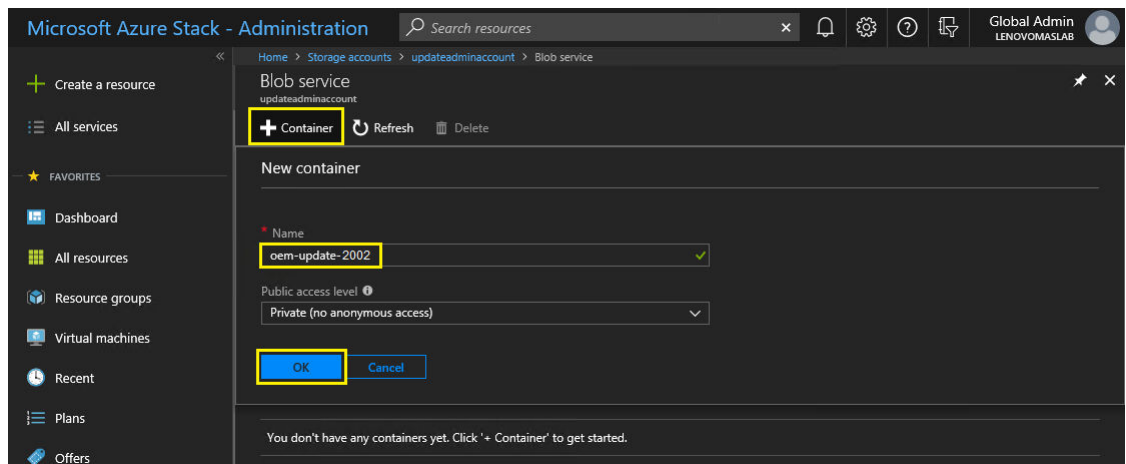 Microsoft Azure Stack - Administration
Search resources
Global Admin
LENOVOMASLAB
Create a resource
All services
FAVORITES
Dashboard
All resources
Resource groups
Virtual machines
Recent
Plans
Offers
Home > Storage accounts > updateadminaccount > Blob service
Blob service
updateadminaccount
Container Refresh Delete
New container
* Name
oem-update-2002
Public access level
Private (no anonymous access)
OK Cancel
You don't have any containers yet. Click '+ Container' to get started.